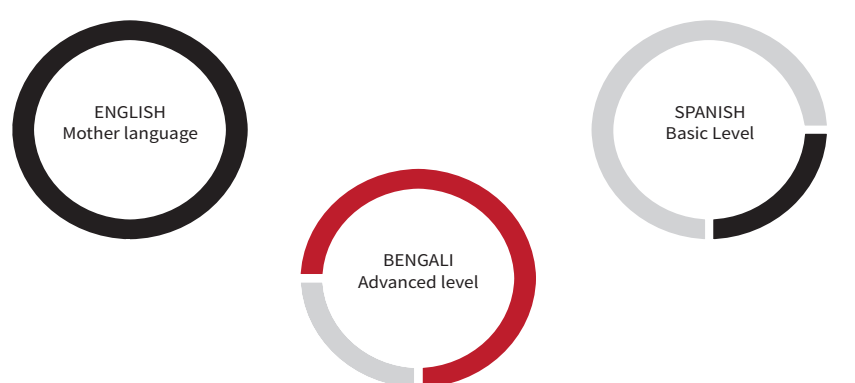 ENGLISH
Mother language
SPANISH
Basic Level
BENGALI
Advanced level